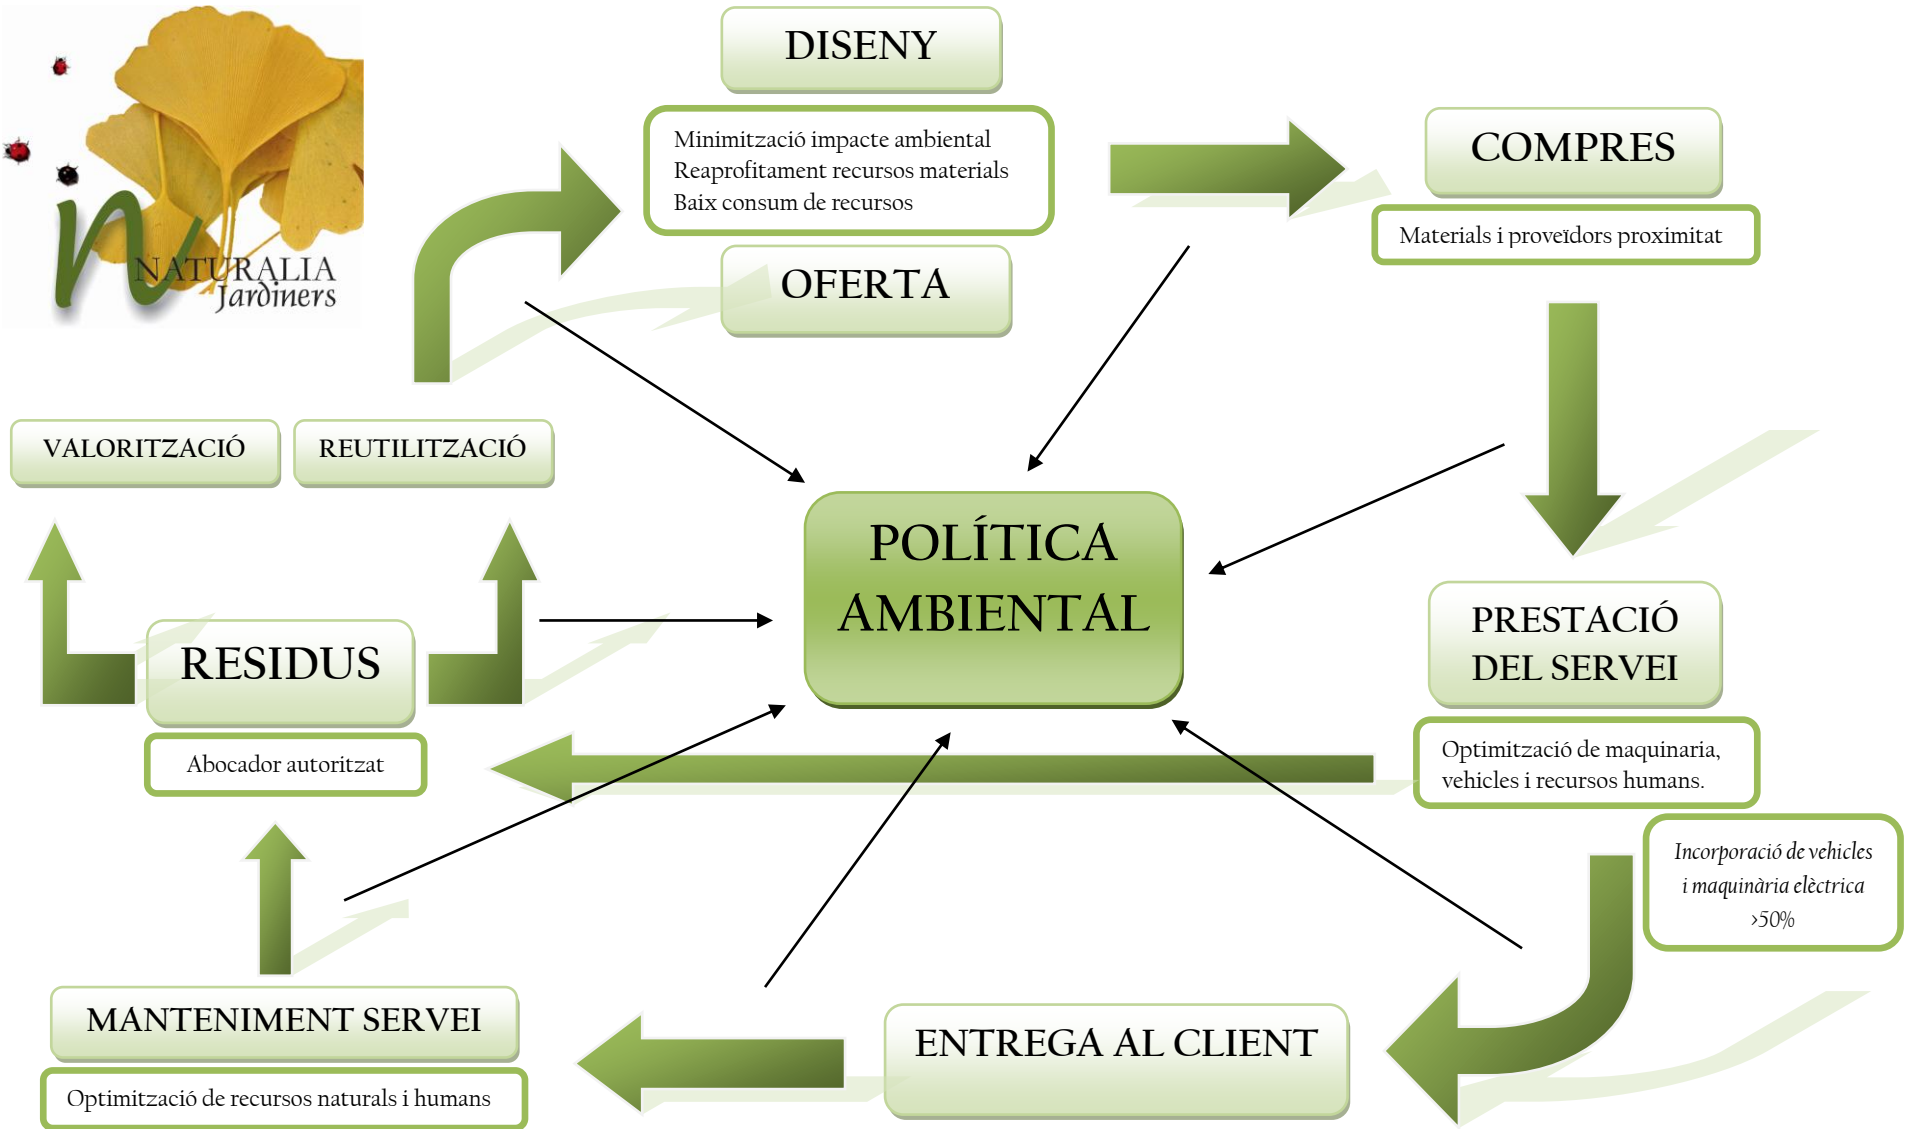 n
NATURALIA
Jardiners
DISENY
Minimització impacte ambiental
Reaprofitament recursos materials
Baix consum de recursos
OFERTA
COMPRES
Materials i proveïdors proximitat
VALORITZACIÓ
REUTILITZACIÓ
POLÍTICA
AMBIENTAL
PRESTACIÓ
DEL SERVEI
Optimització de maquinaria,
vehicles i recursos humans.
Incorporació de vehicles
i maquinària elèctrica
>50%
RESIDUS
Abocador autoritzat
MANTENIMENT SERVEI
Optimització de recursos naturals i humans
ENTREGA AL CLIENT